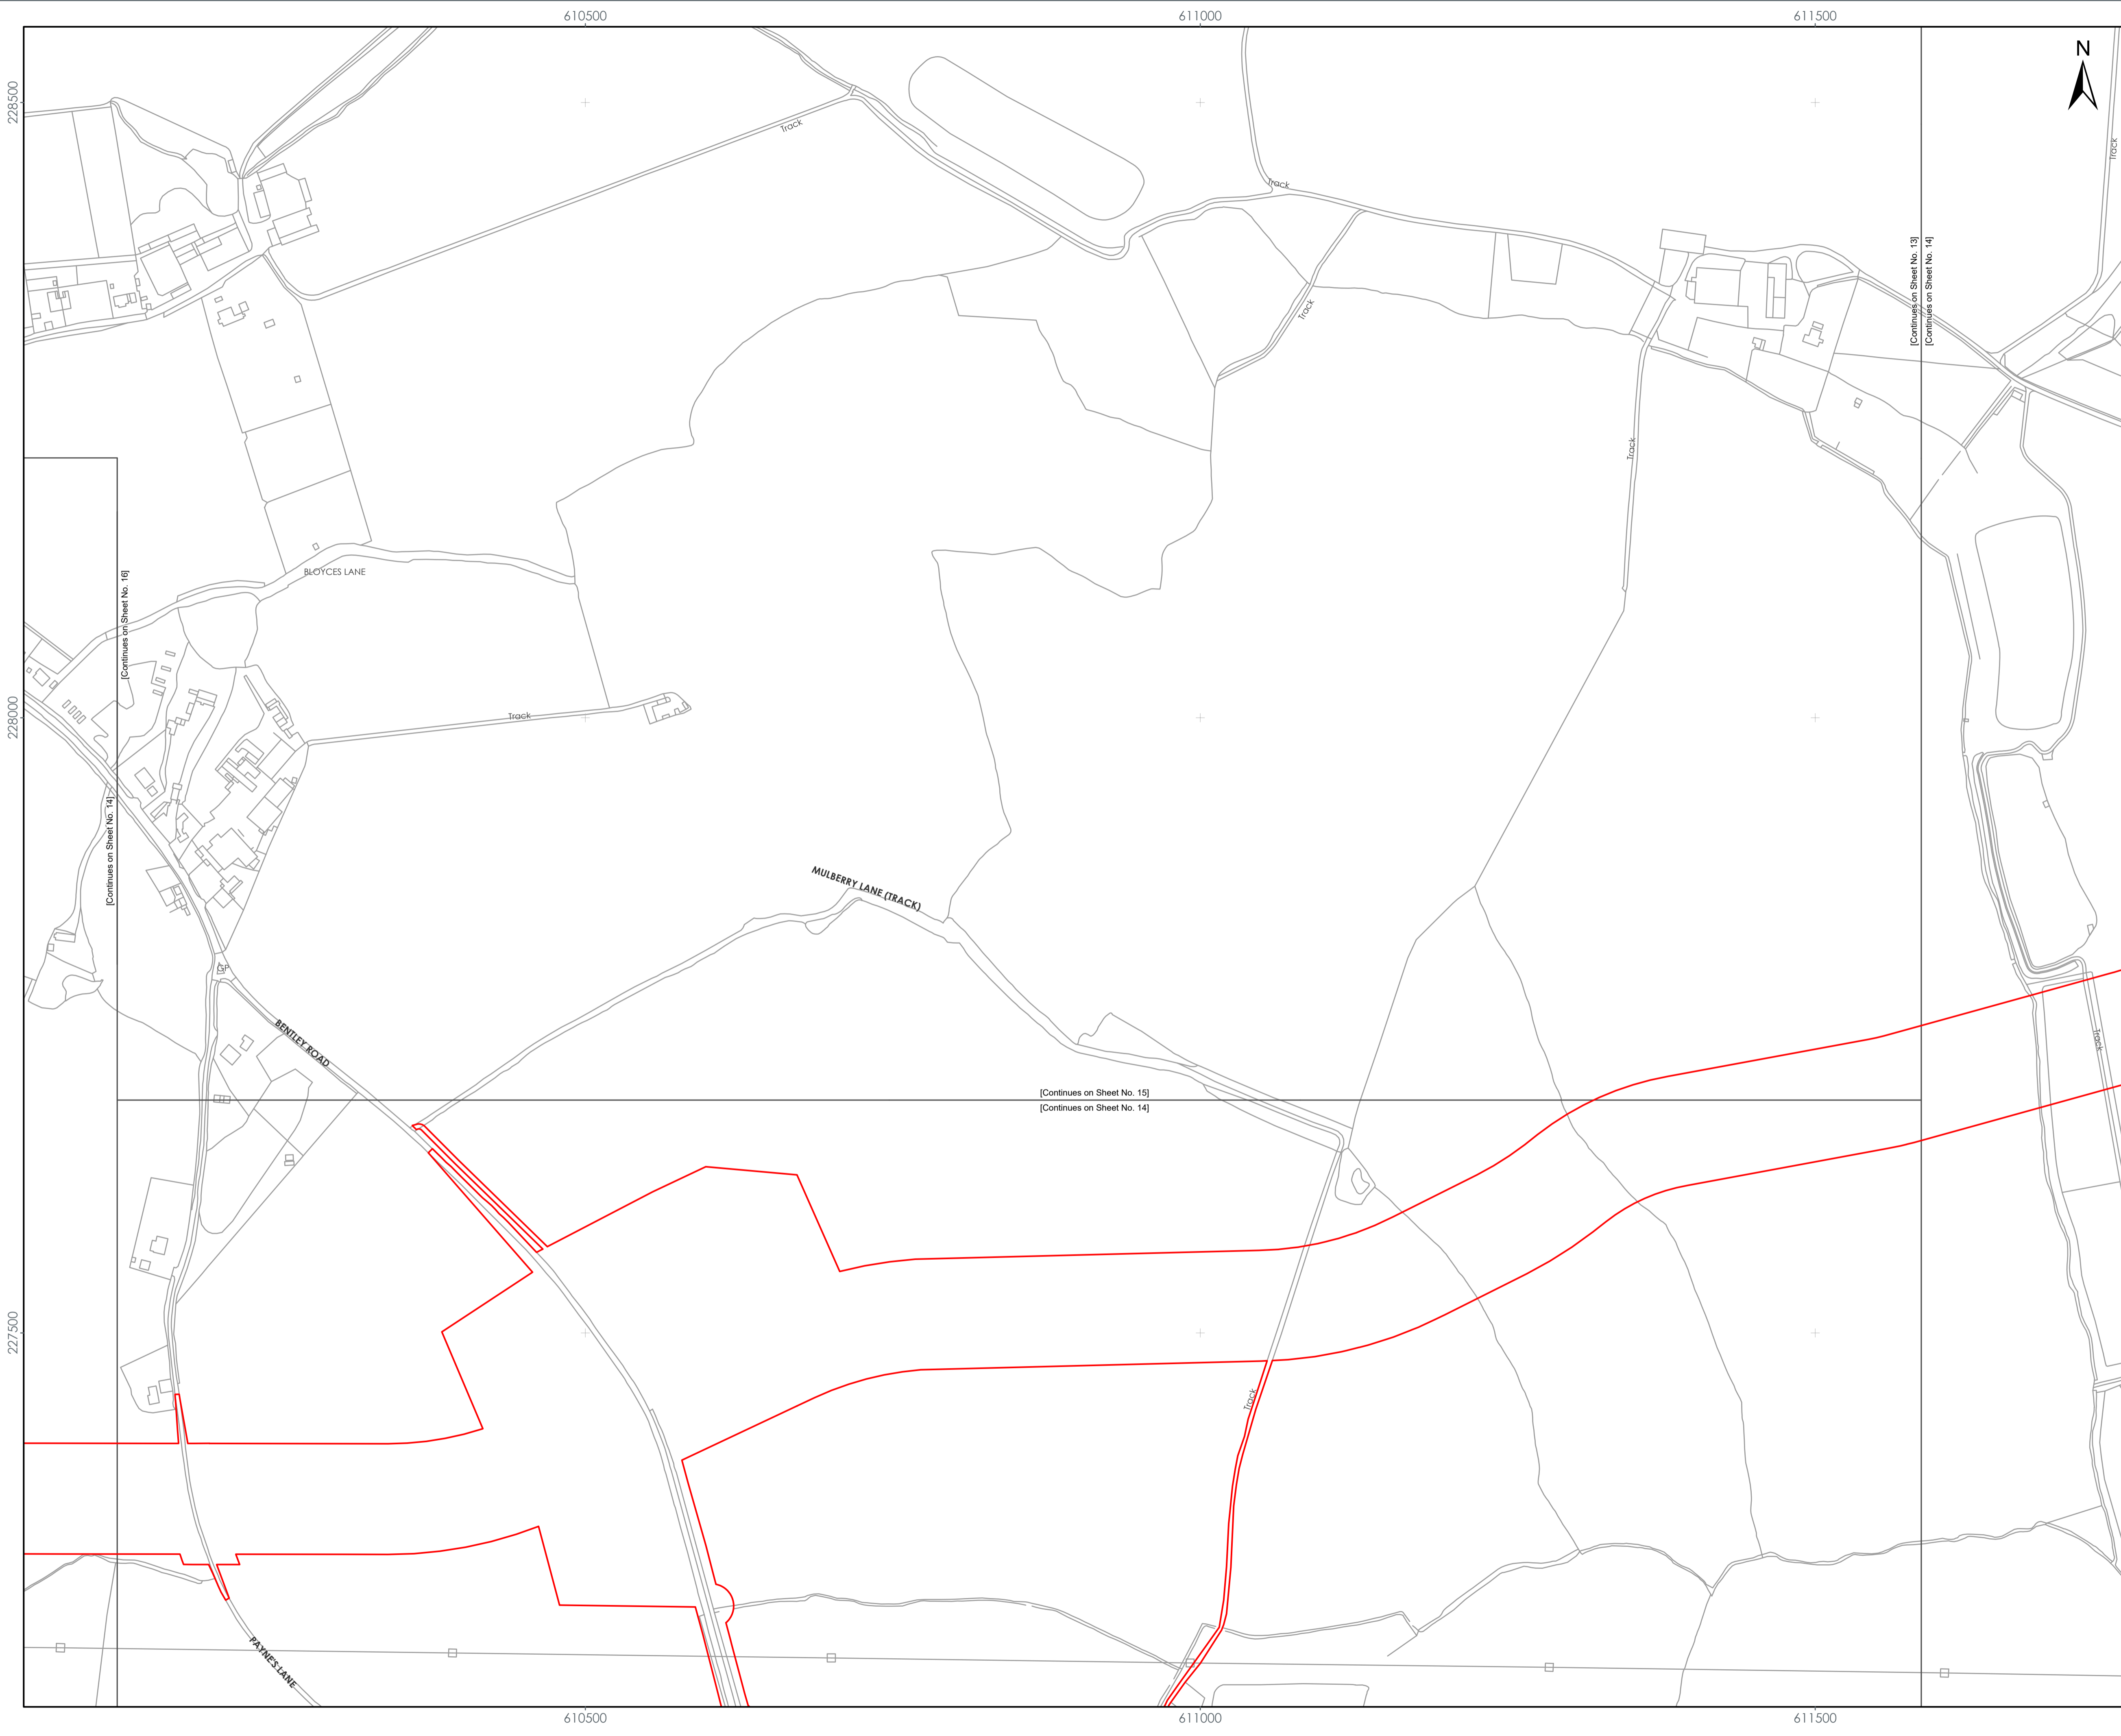 610500
611000
611500
N
228500
Track
Track
Track
[Continues on Sheet No. 13]
[Continues on Sheet No. 14]
Track
Track
BLOYCES LANE
[Continues on Sheet No. 16]
[Continues on Sheet No. 14]
228000
Track
MULBERRY LANE (TRACK)
GP
BENTLEY ROAD
Track
[Continues on Sheet No. 15]
[Continues on Sheet No. 14]
227500
Track
PAYNE'S LANE
610500
611000
611500